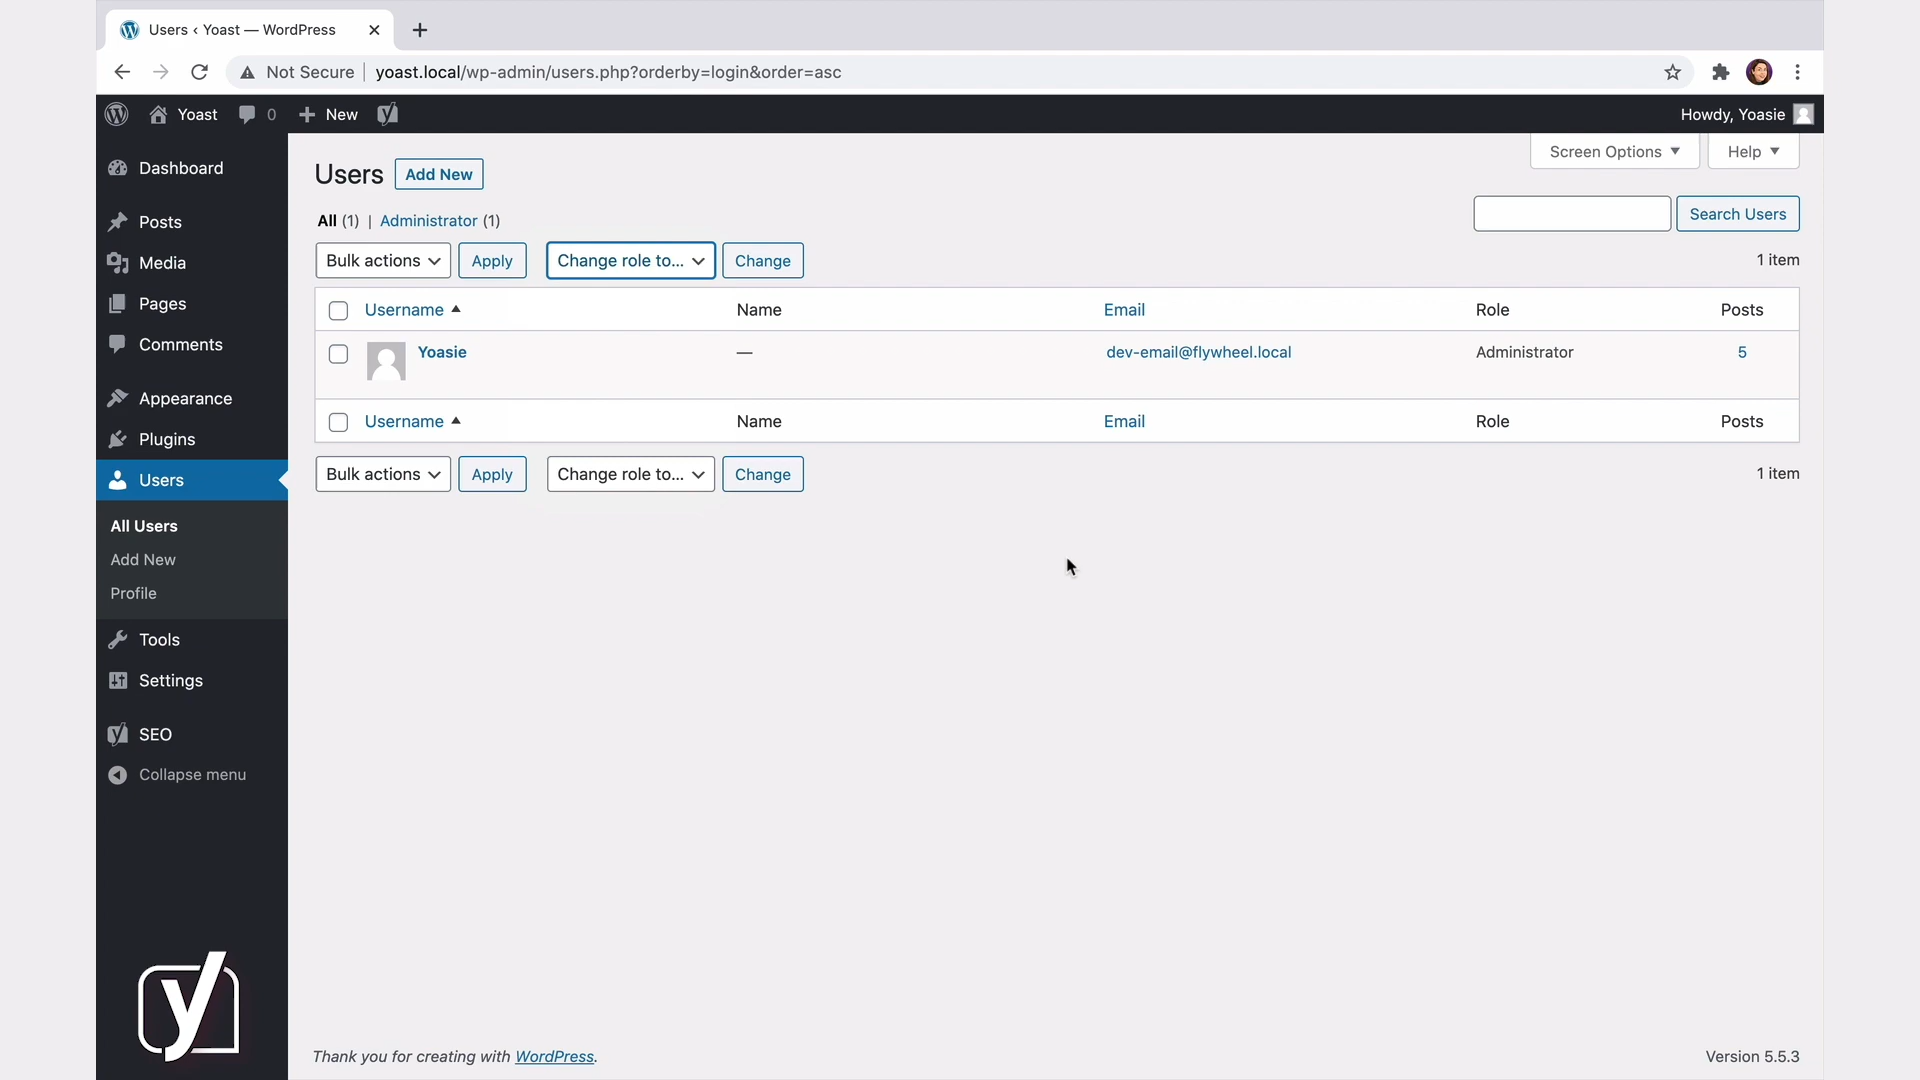 Users ‹ Yoast — WordPress
Not Secure yoast.local/wp-admin/users.php?orderby=login&order=asc
Yoast 0 New Howdy, Yoasie
Screen Options Help
Dashboard
Posts
Media
Pages
Comments
Appearance
Plugins
Users
All Users
Add New
Profile
Tools
Settings
SEO
Collapse menu
Users Add New
All (1) | Administrator (1)
Search Users
Bulk actions Apply Change role to... Change 1 item
Username Name Email Role Posts
Yoasie — dev-email@flywheel.local Administrator 5
Username Name Email Role Posts
Bulk actions Apply Change role to... Change 1 item
y
Thank you for creating with WordPress. Version 5.5.3